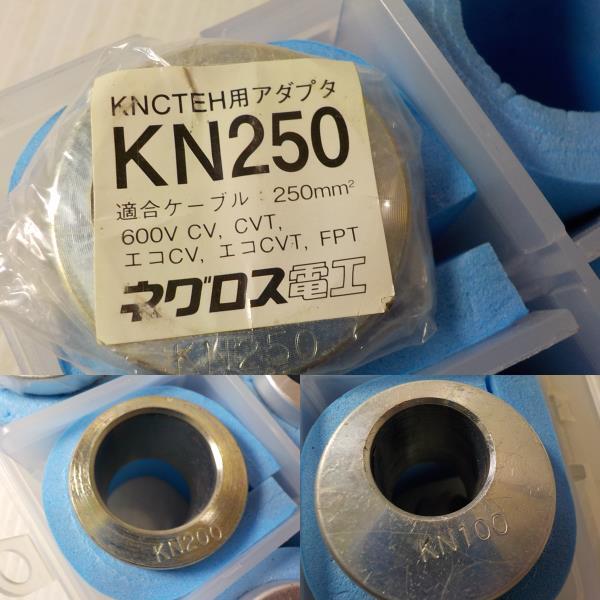 KNCTEH用アダプタ
KN250
適合ケーブル：250mm²
600V CV, CVT,
エコCV, エコCVT, FPT
ネグロス電工
KN250
KN200
KN100